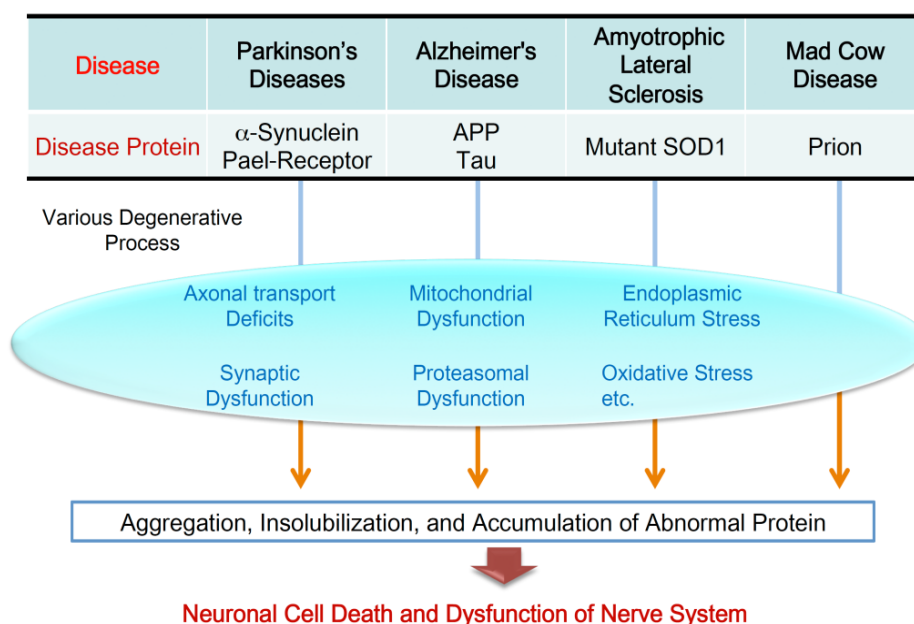 Disease
Parkinson's
Diseases
Alzheimer's
Disease
Amyotrophic
Lateral
Sclerosis
Mad Cow
Disease
Disease Protein
α-Synuclein
Pael-Receptor
APP
Tau
Mutant SOD1
Prion
Various Degenerative
Process
Axonal transport
Deficits
Mitochondrial
Dysfunction
Endoplasmic
Reticulum Stress
Synaptic
Dysfunction
Proteasomal
Dysfunction
Oxidative Stress
etc.
Aggregation, Insolubilization, and Accumulation of Abnormal Protein
Neuronal Cell Death and Dysfunction of Nerve System